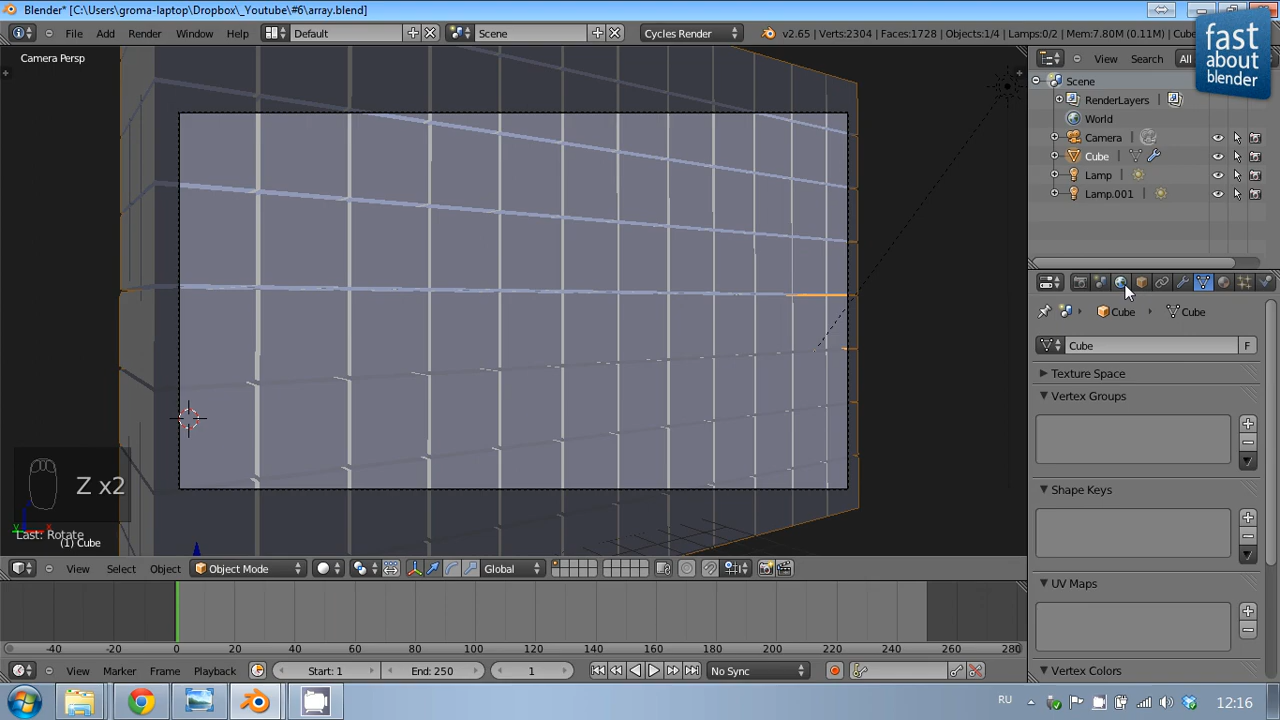 Blender* [C:\Users\groma-laptop\Dropbox\_Youtube\#6\array.blend]
File Add Render Window Help Default Scene Cycles Render v2.65 | Verts:2304 | Faces:1728 | Objects:1/4 | Lamps:0/2 | Mem:7.80M (0.11M) | Cube
fast
about
blender
Camera Persp
View Search All
Scene
RenderLayers
World
Camera
Cube
Lamp
Lamp.001
Cube Cube
Cube F
Texture Space
Vertex Groups
Shape Keys
UV Maps
Vertex Colors
Z x2
Last: Rotate
(1) Cube
View Select Object Object Mode Global
-40 -20 0 20 40 60 80 100 120 140 160 180 200 220 240 260 280
View Marker Frame Playback Start: 1 End: 250 1 No Sync
RU 12:16